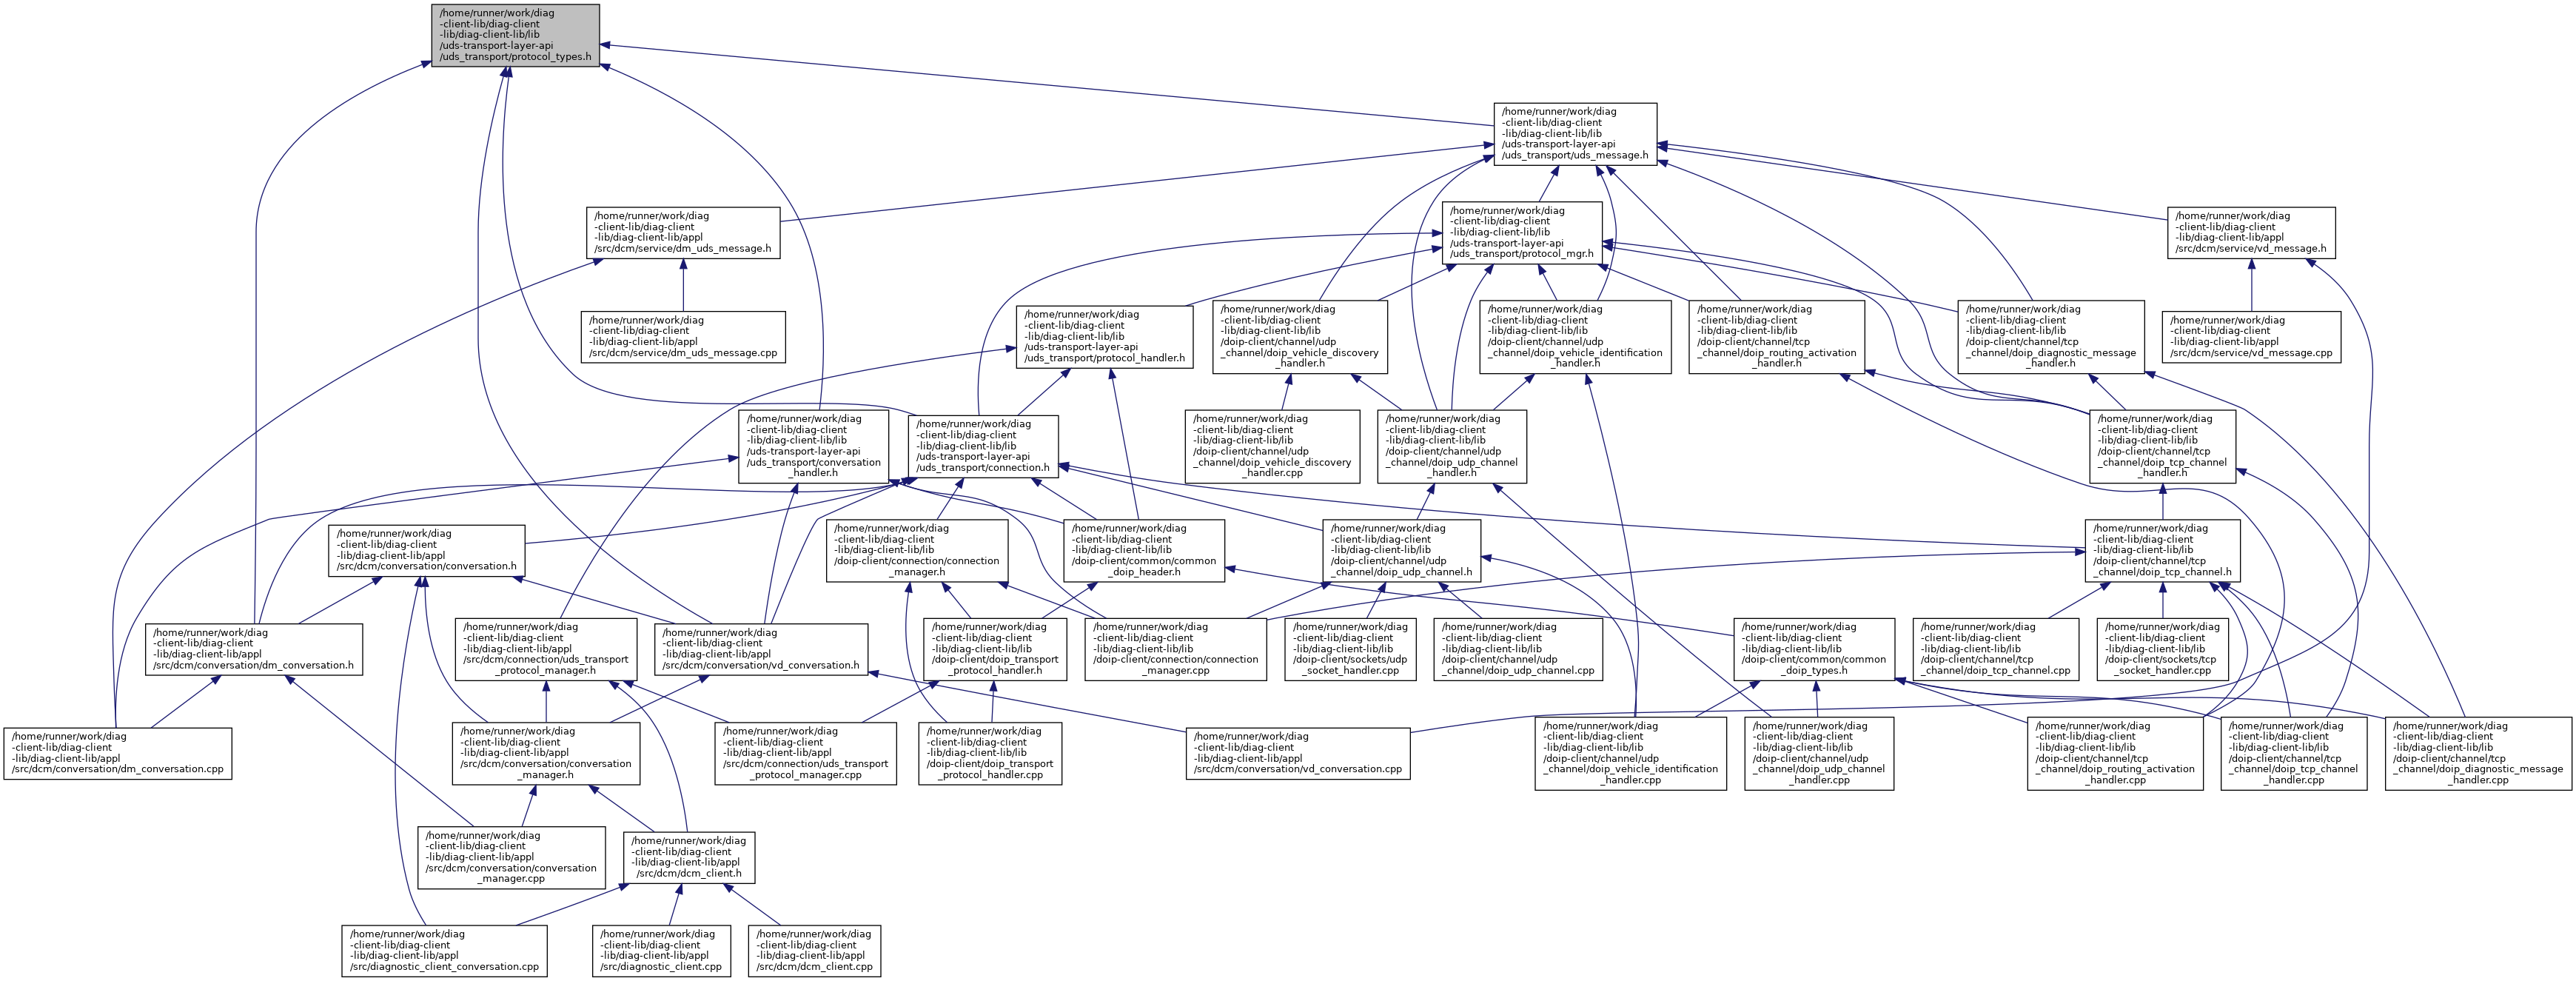 /home/runner/work/diag
-client-lib/diag-client
-lib/diag-client-lib/lib
/uds-transport-layer-api
/uds_transport/protocol_types.h
/home/runner/work/diag
-client-lib/diag-client
-lib/diag-client-lib/lib
/uds-transport-layer-api
/uds_transport/uds_message.h
/home/runner/work/diag
-client-lib/diag-client
-lib/diag-client-lib/appl
/src/dcm/service/dm_uds_message.h
/home/runner/work/diag
-client-lib/diag-client
-lib/diag-client-lib/lib
/uds-transport-layer-api
/uds_transport/protocol_mgr.h
/home/runner/work/diag
-client-lib/diag-client
-lib/diag-client-lib/appl
/src/dcm/service/vd_message.h
/home/runner/work/diag
-client-lib/diag-client
-lib/diag-client-lib/appl
/src/dcm/service/dm_uds_message.cpp
/home/runner/work/diag
-client-lib/diag-client
-lib/diag-client-lib/lib
/uds-transport-layer-api
/uds_transport/protocol_handler.h
/home/runner/work/diag
-client-lib/diag-client
-lib/diag-client-lib/lib
/doip-client/channel/udp
_channel/doip_vehicle_discovery
_handler.h
/home/runner/work/diag
-client-lib/diag-client
-lib/diag-client-lib/lib
/doip-client/channel/udp
_channel/doip_vehicle_identification
_handler.h
/home/runner/work/diag
-client-lib/diag-client
-lib/diag-client-lib/lib
/doip-client/channel/tcp
_channel/doip_routing_activation
_handler.h
/home/runner/work/diag
-client-lib/diag-client
-lib/diag-client-lib/lib
/doip-client/channel/tcp
_channel/doip_diagnostic_message
_handler.h
/home/runner/work/diag
-client-lib/diag-client
-lib/diag-client-lib/appl
/src/dcm/service/vd_message.cpp
/home/runner/work/diag
-client-lib/diag-client
-lib/diag-client-lib/lib
/uds-transport-layer-api
/uds_transport/conversation
_handler.h
/home/runner/work/diag
-client-lib/diag-client
-lib/diag-client-lib/lib
/uds-transport-layer-api
/uds_transport/connection.h
/home/runner/work/diag
-client-lib/diag-client
-lib/diag-client-lib/lib
/doip-client/channel/udp
_channel/doip_vehicle_discovery
_handler.cpp
/home/runner/work/diag
-client-lib/diag-client
-lib/diag-client-lib/lib
/doip-client/channel/udp
_channel/doip_udp_channel
_handler.h
/home/runner/work/diag
-client-lib/diag-client
-lib/diag-client-lib/lib
/doip-client/channel/tcp
_channel/doip_tcp_channel
_handler.h
/home/runner/work/diag
-client-lib/diag-client
-lib/diag-client-lib/appl
/src/dcm/conversation/conversation.h
/home/runner/work/diag
-client-lib/diag-client
-lib/diag-client-lib/lib
/doip-client/connection/connection
_manager.h
/home/runner/work/diag
-client-lib/diag-client
-lib/diag-client-lib/lib
/doip-client/common/common
_doip_header.h
/home/runner/work/diag
-client-lib/diag-client
-lib/diag-client-lib/lib
/doip-client/channel/udp
_channel/doip_udp_channel.h
/home/runner/work/diag
-client-lib/diag-client
-lib/diag-client-lib/lib
/doip-client/channel/tcp
_channel/doip_tcp_channel.h
/home/runner/work/diag
-client-lib/diag-client
-lib/diag-client-lib/appl
/src/dcm/conversation/dm_conversation.h
/home/runner/work/diag
-client-lib/diag-client
-lib/diag-client-lib/appl
/src/dcm/connection/uds_transport
_protocol_manager.h
/home/runner/work/diag
-client-lib/diag-client
-lib/diag-client-lib/appl
/src/dcm/conversation/vd_conversation.h
/home/runner/work/diag
-client-lib/diag-client
-lib/diag-client-lib/lib
/doip-client/doip_transport
_protocol_handler.h
/home/runner/work/diag
-client-lib/diag-client
-lib/diag-client-lib/lib
/doip-client/connection/connection
_manager.cpp
/home/runner/work/diag
-client-lib/diag-client
-lib/diag-client-lib/lib
/doip-client/sockets/udp
_socket_handler.cpp
/home/runner/work/diag
-client-lib/diag-client
-lib/diag-client-lib/lib
/doip-client/channel/udp
_channel/doip_udp_channel.cpp
/home/runner/work/diag
-client-lib/diag-client
-lib/diag-client-lib/lib
/doip-client/common/common
_doip_types.h
/home/runner/work/diag
-client-lib/diag-client
-lib/diag-client-lib/lib
/doip-client/channel/tcp
_channel/doip_tcp_channel.cpp
/home/runner/work/diag
-client-lib/diag-client
-lib/diag-client-lib/lib
/doip-client/sockets/tcp
_socket_handler.cpp
/home/runner/work/diag
-client-lib/diag-client
-lib/diag-client-lib/appl
/src/dcm/conversation/dm_conversation.cpp
/home/runner/work/diag
-client-lib/diag-client
-lib/diag-client-lib/appl
/src/dcm/conversation/conversation
_manager.h
/home/runner/work/diag
-client-lib/diag-client
-lib/diag-client-lib/appl
/src/dcm/connection/uds_transport
_protocol_manager.cpp
/home/runner/work/diag
-client-lib/diag-client
-lib/diag-client-lib/lib
/doip-client/doip_transport
_protocol_handler.cpp
/home/runner/work/diag
-client-lib/diag-client
-lib/diag-client-lib/appl
/src/dcm/conversation/vd_conversation.cpp
/home/runner/work/diag
-client-lib/diag-client
-lib/diag-client-lib/lib
/doip-client/channel/udp
_channel/doip_vehicle_identification
_handler.cpp
/home/runner/work/diag
-client-lib/diag-client
-lib/diag-client-lib/lib
/doip-client/channel/udp
_channel/doip_udp_channel
_handler.cpp
/home/runner/work/diag
-client-lib/diag-client
-lib/diag-client-lib/lib
/doip-client/channel/tcp
_channel/doip_routing_activation
_handler.cpp
/home/runner/work/diag
-client-lib/diag-client
-lib/diag-client-lib/lib
/doip-client/channel/tcp
_channel/doip_tcp_channel
_handler.cpp
/home/runner/work/diag
-client-lib/diag-client
-lib/diag-client-lib/lib
/doip-client/channel/tcp
_channel/doip_diagnostic_message
_handler.cpp
/home/runner/work/diag
-client-lib/diag-client
-lib/diag-client-lib/appl
/src/dcm/conversation/conversation
_manager.cpp
/home/runner/work/diag
-client-lib/diag-client
-lib/diag-client-lib/appl
/src/dcm/dcm_client.h
/home/runner/work/diag
-client-lib/diag-client
-lib/diag-client-lib/appl
/src/diagnostic_client_conversation.cpp
/home/runner/work/diag
-client-lib/diag-client
-lib/diag-client-lib/appl
/src/diagnostic_client.cpp
/home/runner/work/diag
-client-lib/diag-client
-lib/diag-client-lib/appl
/src/dcm/dcm_client.cpp